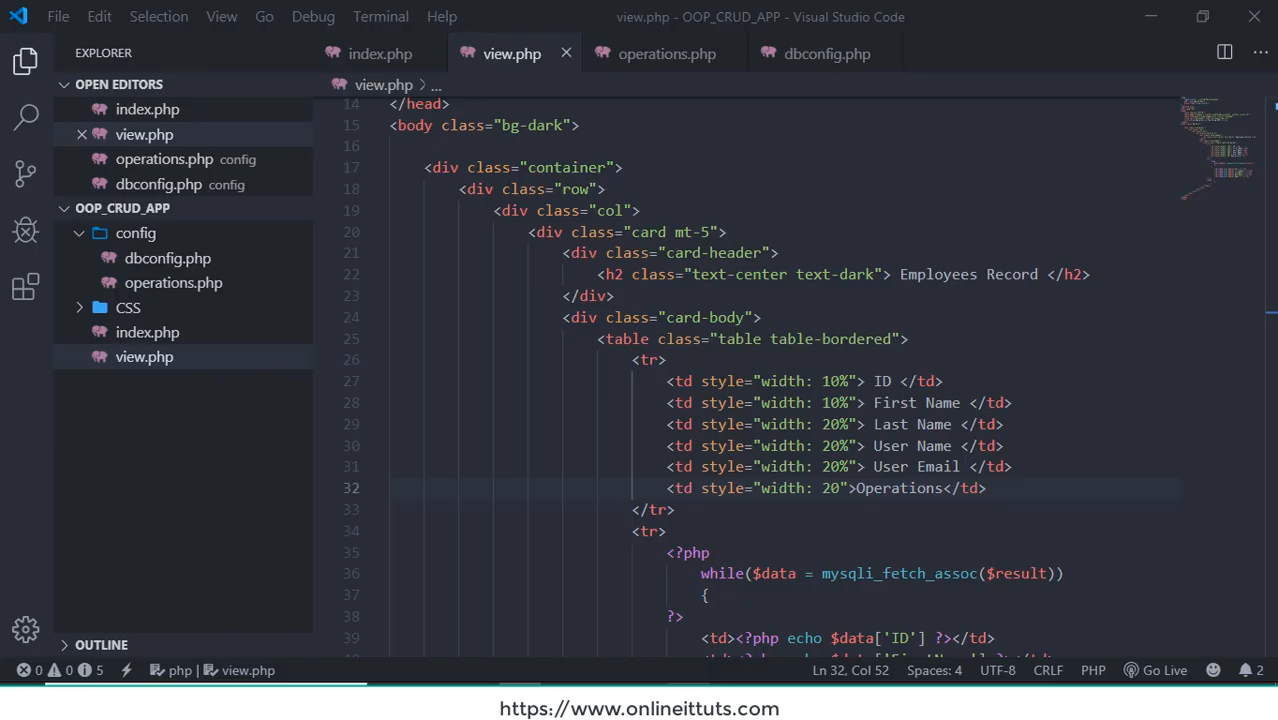 File Edit Selection View Go Debug Terminal Help view.php - OOP_CRUD_APP - Visual Studio Code
EXPLORER
OPEN EDITORS
index.php
view.php
operations.php config
dbconfig.php config
OOP_CRUD_APP
config
dbconfig.php
operations.php
CSS
index.php
view.php
OUTLINE
index.php view.php operations.php dbconfig.php
view.php > ...
14 </head>
15 <body class="bg-dark">
16
17 <div class="container">
18 <div class="row">
19 <div class="col">
20 <div class="card mt-5">
21 <div class="card-header">
22 <h2 class="text-center text-dark"> Employees Record </h2>
23 </div>
24 <div class="card-body">
25 <table class="table table-bordered">
26 <tr>
27 <td style="width: 10%"> ID </td>
28 <td style="width: 10%"> First Name </td>
29 <td style="width: 20%"> Last Name </td>
30 <td style="width: 20%"> User Name </td>
31 <td style="width: 20%"> User Email </td>
32 <td style="width: 20">Operations</td>
33 </tr>
34 <tr>
35 <?php
36 while($data = mysqli_fetch_assoc($result))
37 {
38 ?>
39 <td><?php echo $data['ID'] ?></td>
0 0 5 php | view.php Ln 32, Col 52 Spaces: 4 UTF-8 CRLF PHP Go Live 2
https://www.onlineittuts.com